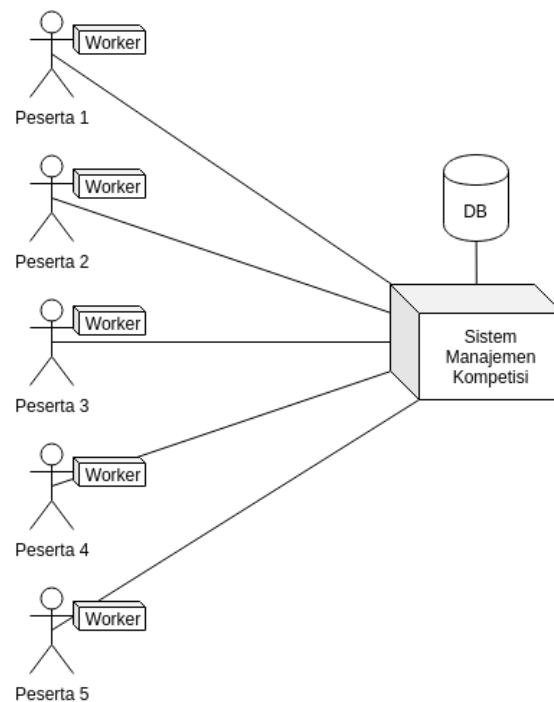 Worker
Peserta 1
Worker
Peserta 2
DB
Worker
Sistem
Manajemen
Kompetisi
Peserta 3
Worker
Peserta 4
Worker
Peserta 5